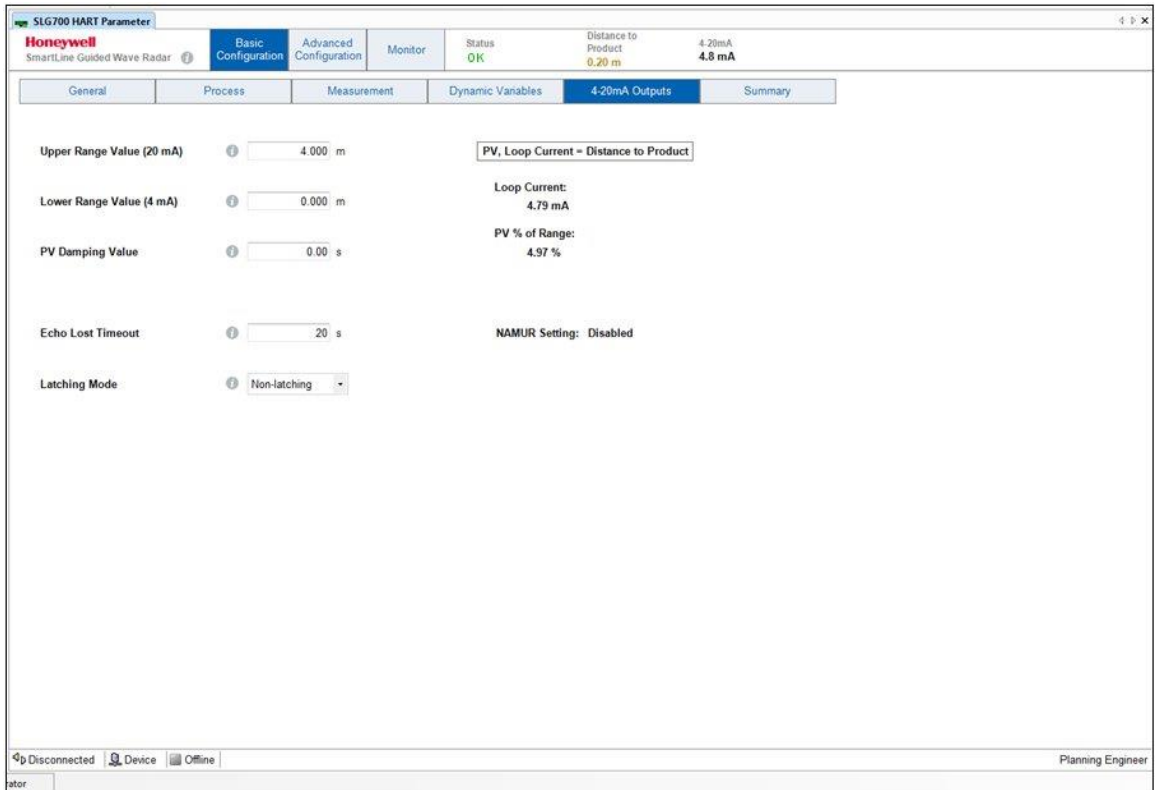 SLG700 HART Parameter
Honeywell
SmartLine Guided Wave Radar
Basic Configuration
Advanced Configuration
Monitor
Status
OK
Distance to Product
0.20 m
4-20mA
4.8 mA
General
Process
Measurement
Dynamic Variables
4-20mA Outputs
Summary
Upper Range Value (20 mA)
4.000 m
PV, Loop Current = Distance to Product
Lower Range Value (4 mA)
0.000 m
Loop Current:
4.79 mA
PV Damping Value
0.00 s
PV % of Range:
4.97 %
Echo Lost Timeout
20 s
NAMUR Setting: Disabled
Latching Mode
Non-latching
Disconnected
Device
Offline
Planning Engineer
rator